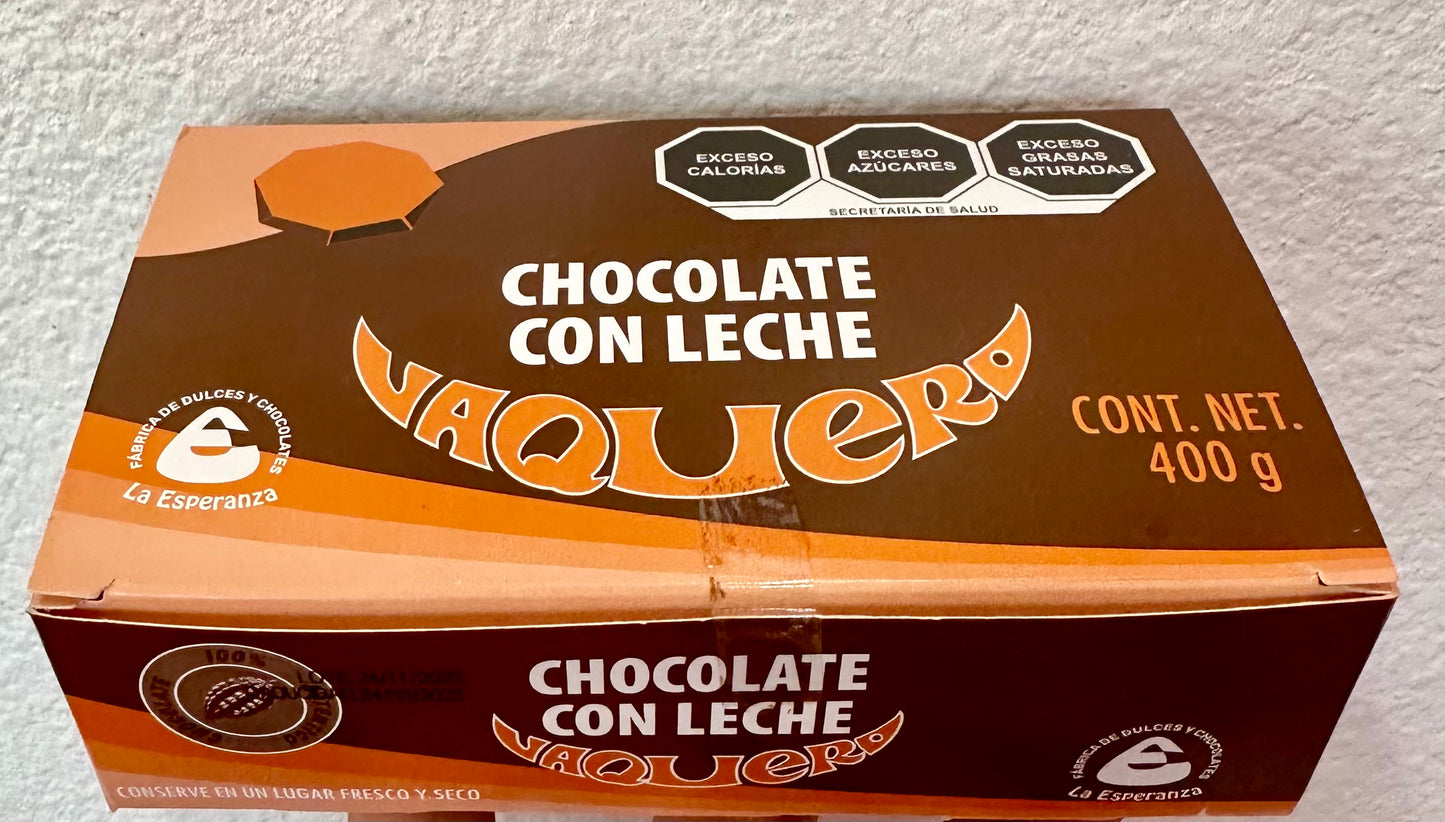 EXCESO
CALORÍAS
EXCESO
AZÚCARES
EXCESO
GRASAS
SATURADAS
SECRETARÍA DE SALUD
CHOCOLATE
CON LECHE
VAQUERO
CONT. NET.
400 g
FÁBRICA DE DULCES Y CHOCOLATES
La Esperanza
100%
CHOCOLATE
AUTÉNTICO
CHOCOLATE
CON LECHE
VAQUERO
CONSERVE EN UN LUGAR FRESCO Y SECO
FÁBRICA DE DULCES Y CHOCOLATES
La Esperanza